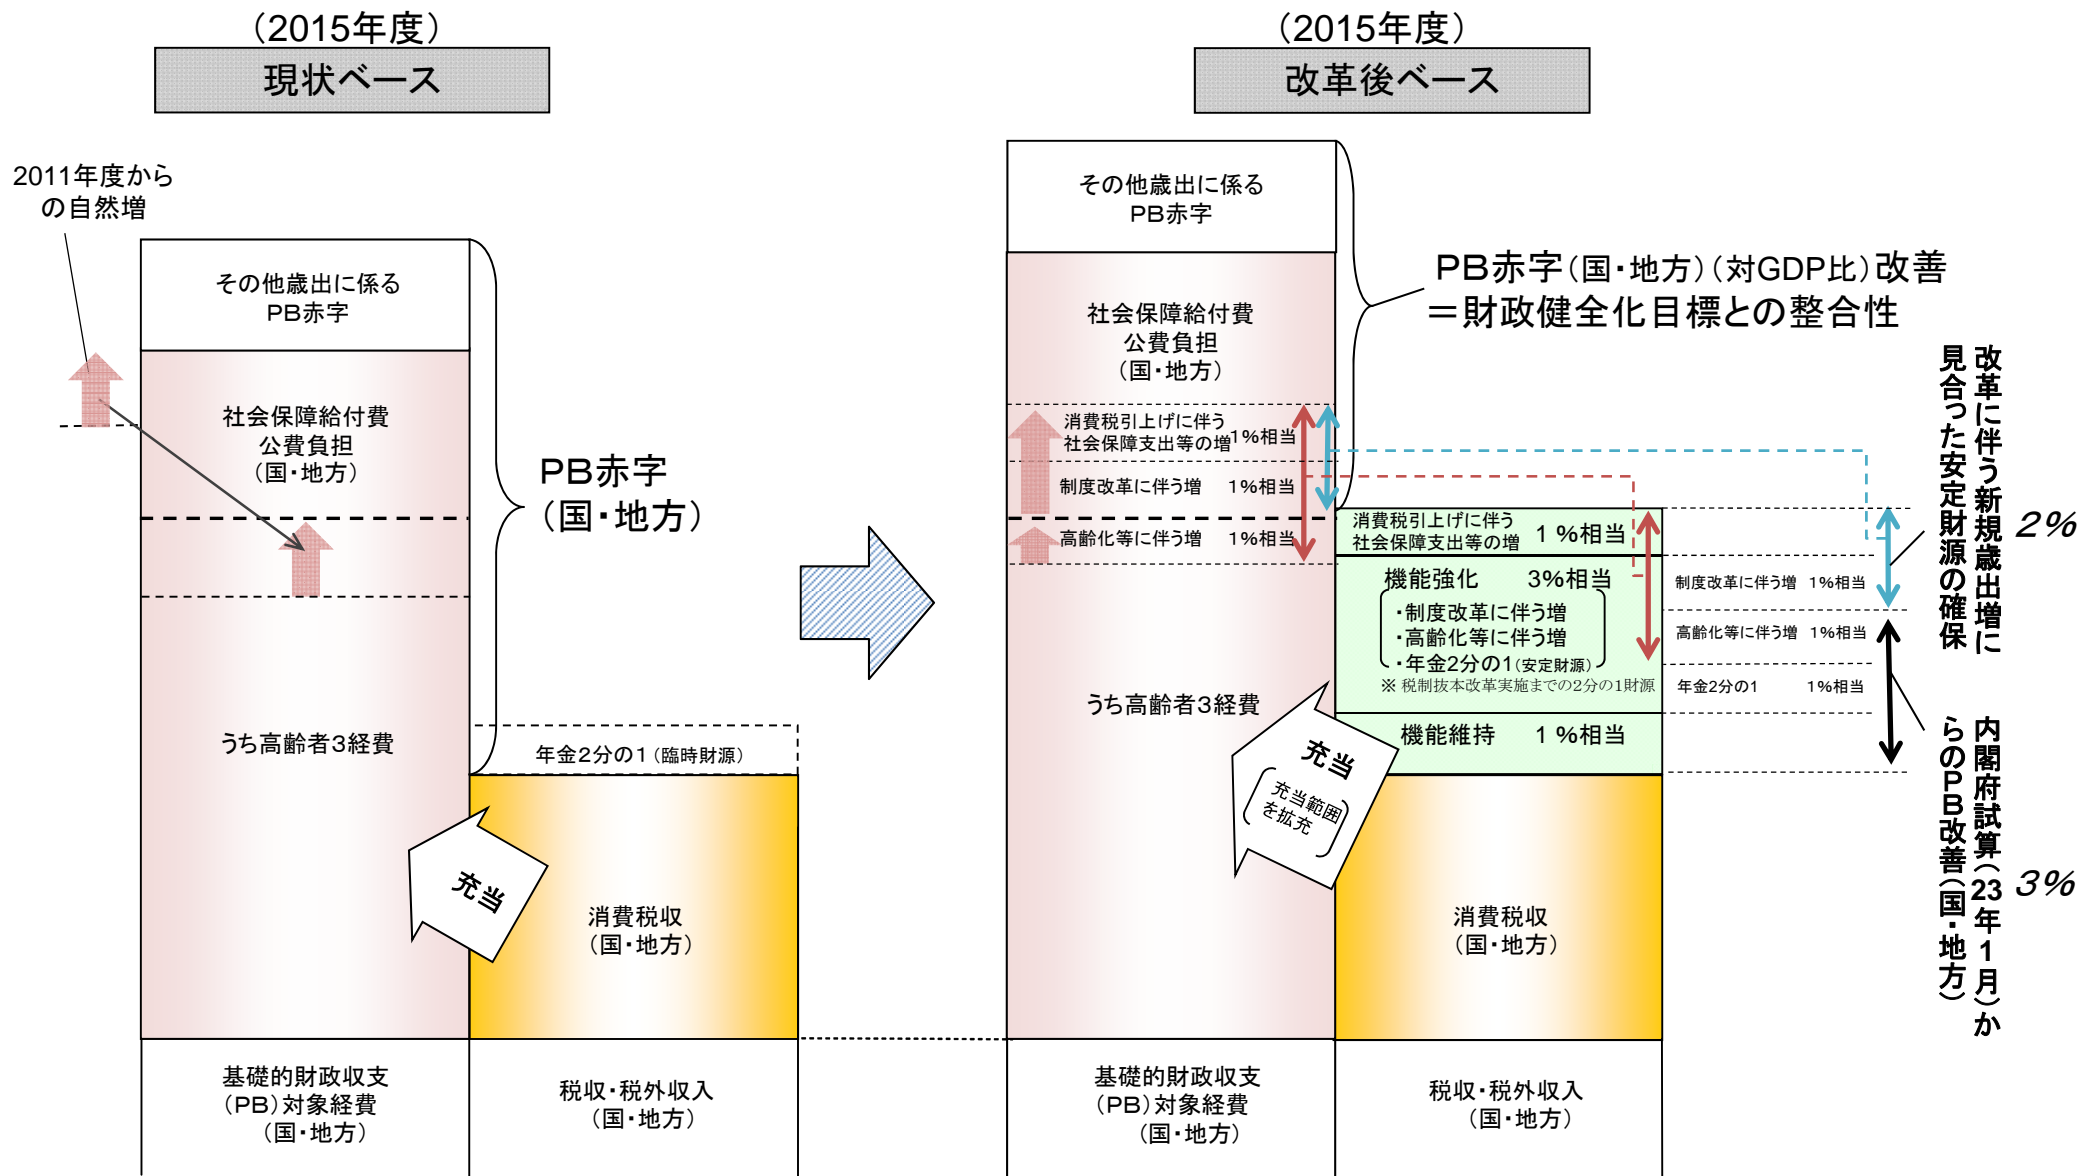 (2015年度)
現状ベース
2011年度から
の自然増
その他歳出に係る
PB赤字
社会保障給付費
公費負担
(国・地方)
うち高齢者3経費
PB赤字
(国・地方)
年金2分の1(臨時財源)
充当
消費税収
(国・地方)
基礎的財政収支
(PB)対象経費
(国・地方)
税収・税外収入
(国・地方)
(2015年度)
改革後ベース
その他歳出に係る
PB赤字
社会保障給付費
公費負担
(国・地方)
消費税引上げに伴う
社会保障支出等の増 1%相当
制度改革に伴う増 1%相当
高齢化等に伴う増 1%相当
うち高齢者3経費
PB赤字(国・地方)(対GDP比)改善
=財政健全化目標との整合性
消費税引上げに伴う
社会保障支出等の増 1%相当
機能強化 3%相当
・制度改革に伴う増
・高齢化等に伴う増
・年金2分の1(安定財源)
※ 税制抜本改革実施までの2分の1財源
機能維持 1%相当
充当
充当範囲
を拡充
消費税収
(国・地方)
制度改革に伴う増 1%相当
高齢化等に伴う増 1%相当
年金2分の1 1%相当
改革に伴う新規歳出増に
見合った安定財源の確保
2%
内閣府試算(23年1月)か
らのPB改善(国・地方)
3%
基礎的財政収支
(PB)対象経費
(国・地方)
税収・税外収入
(国・地方)